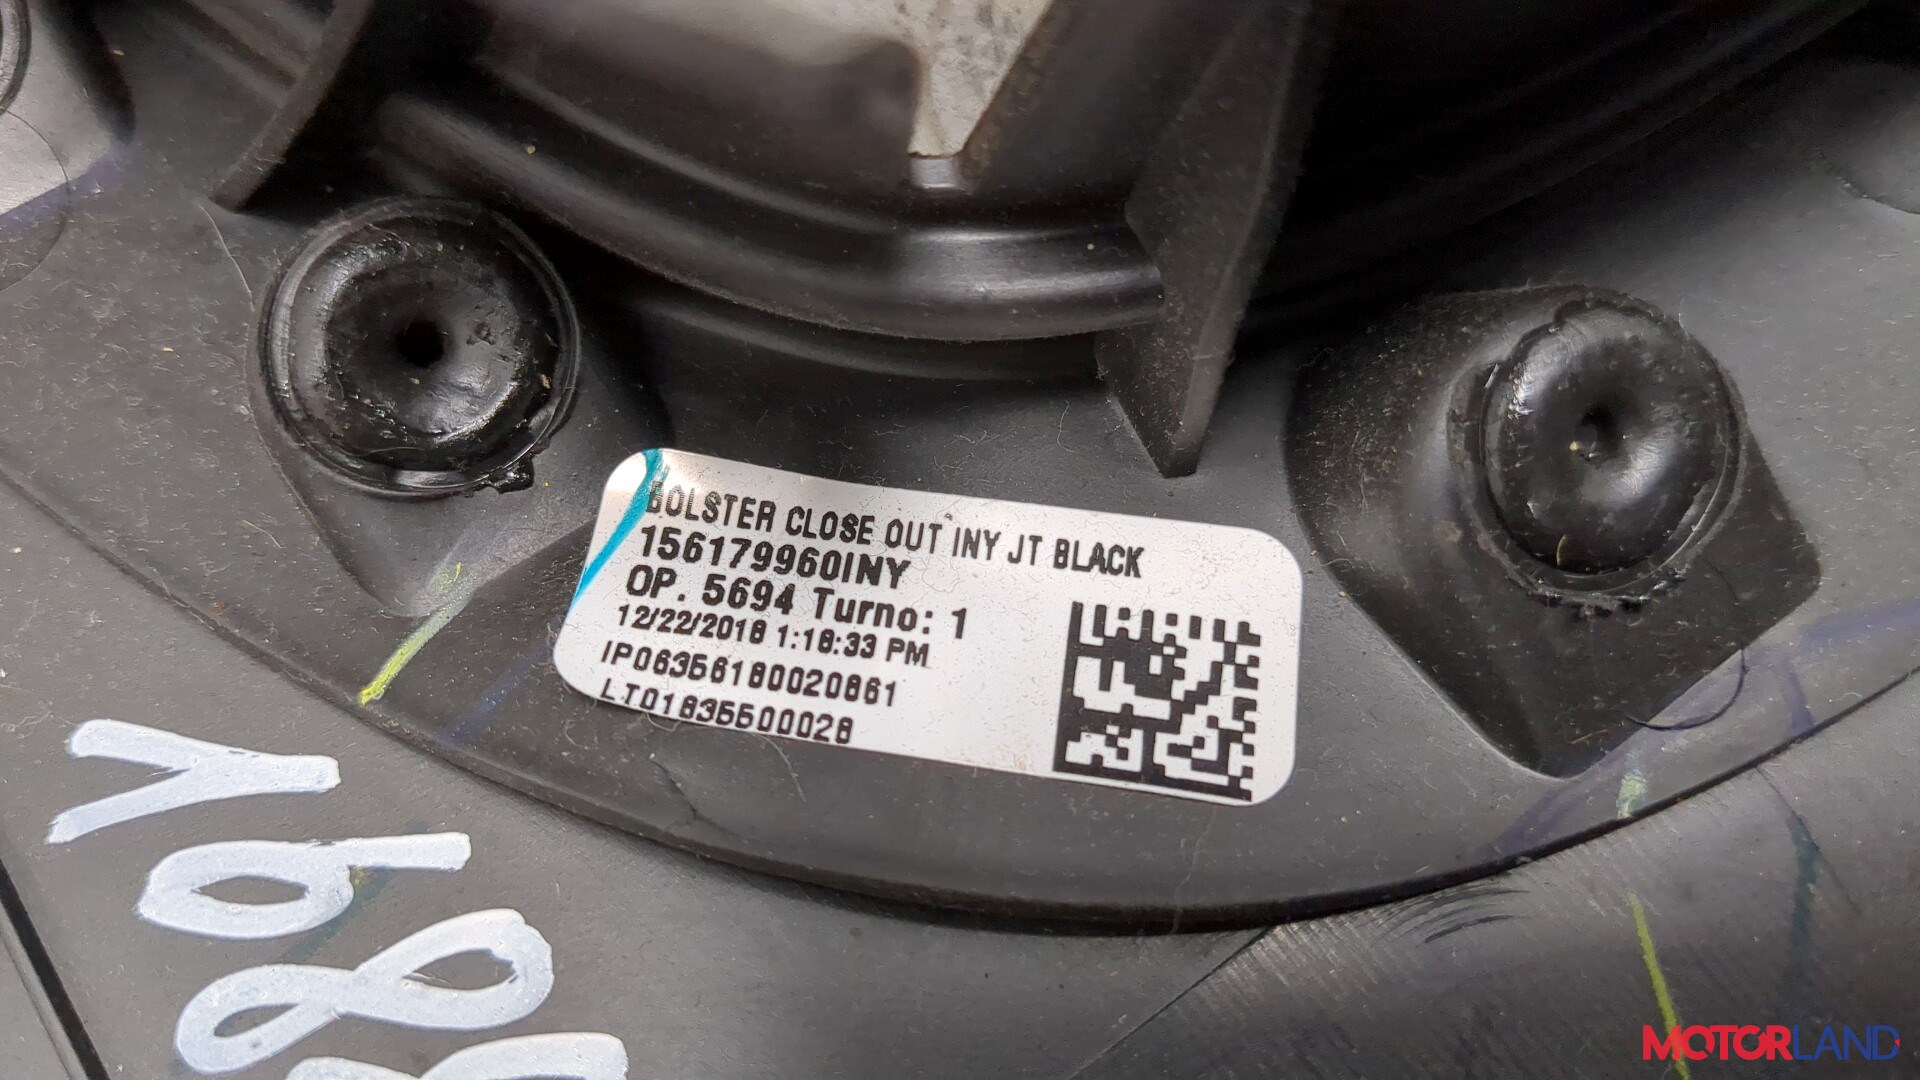 BOLSTER CLOSE OUT INY JT BLACK
156179960INY
OP. 5694 Turno: 1
12/22/2018 1:18:33 PM
IP06356180020861
LT01835500028
MOTORLAND